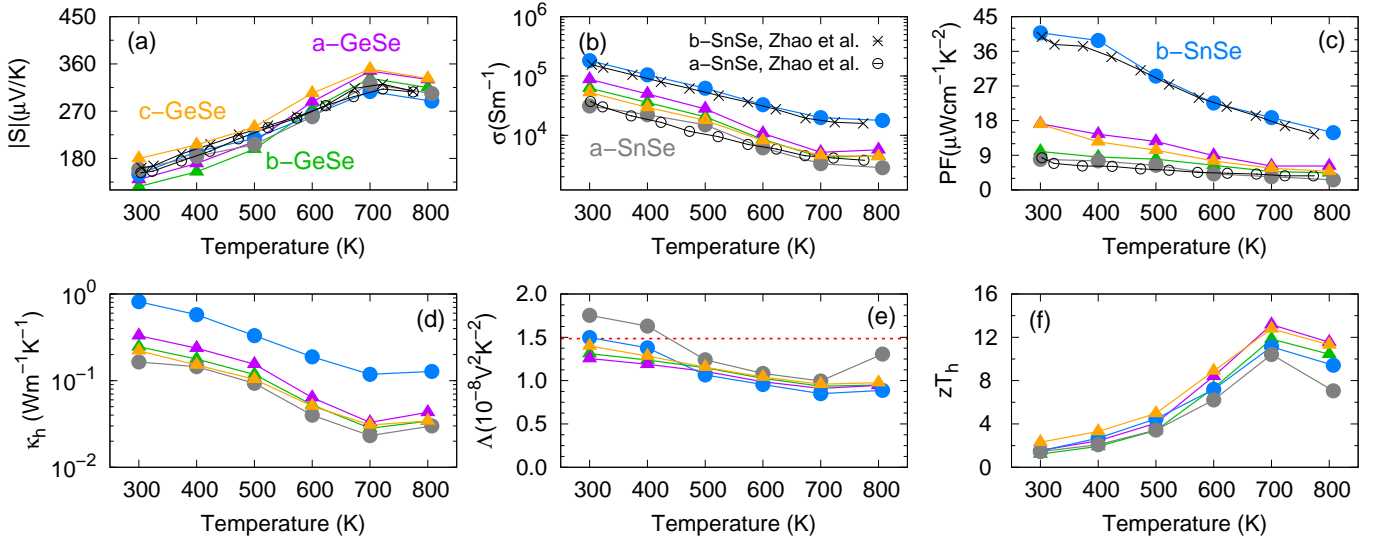 450
360
270
180
|S|(μV/K)
(a)
a−GeSe
c−GeSe
b−GeSe
300 400 500 600 700 800
Temperature (K)
10^6
10^5
10^4
σ(Sm^−1)
(b)
b−SnSe, Zhao et al.
a−SnSe, Zhao et al.
a−SnSe
300 400 500 600 700 800
Temperature (K)
45
36
27
18
9
0
PF(μWcm^−1K^−2)
(c)
b−SnSe
300 400 500 600 700 800
Temperature (K)
10^0
10^−1
10^−2
κ_h (Wm^−1K^−1)
(d)
300 400 500 600 700 800
Temperature (K)
2.0
1.5
1.0
0.5
0.0
Λ(10^−8V^2K^−2)
(e)
300 400 500 600 700 800
Temperature (K)
16
12
8
4
0
zT_h
(f)
300 400 500 600 700 800
Temperature (K)